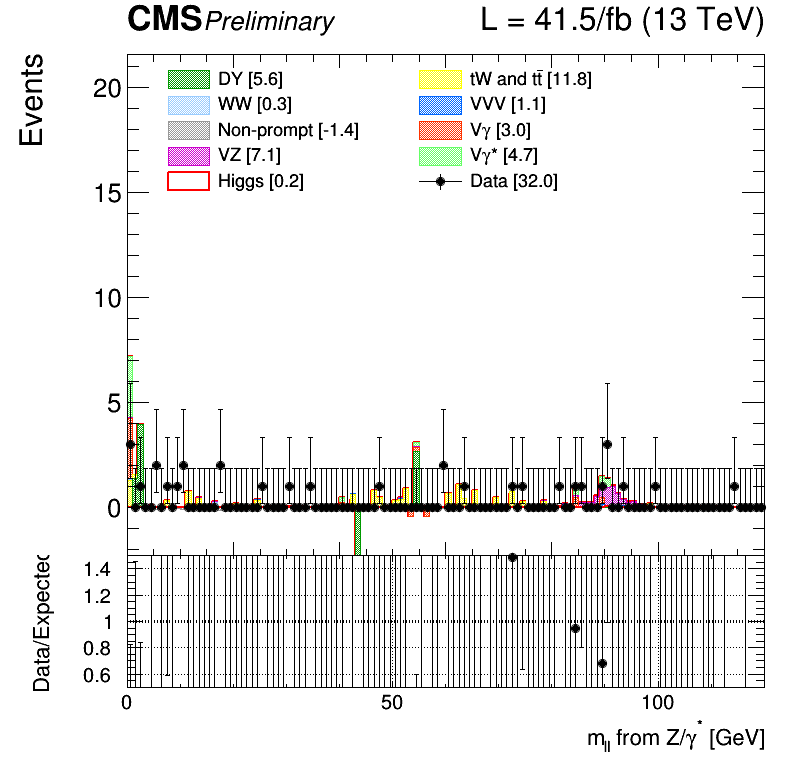 CMS Preliminary L = 41.5/fb (13 TeV)
Events
DY [5.6]
tW and tt̄ [11.8]
WW [0.3]
VVV [1.1]
Non-prompt [-1.4]
Vγ [3.0]
VZ [7.1]
Vγ* [4.7]
Higgs [0.2]
Data [32.0]
20
15
10
5
0
Data/Expected
1.4
1.2
1
0.8
0.6
0 50 100
m_ll from Z/γ* [GeV]